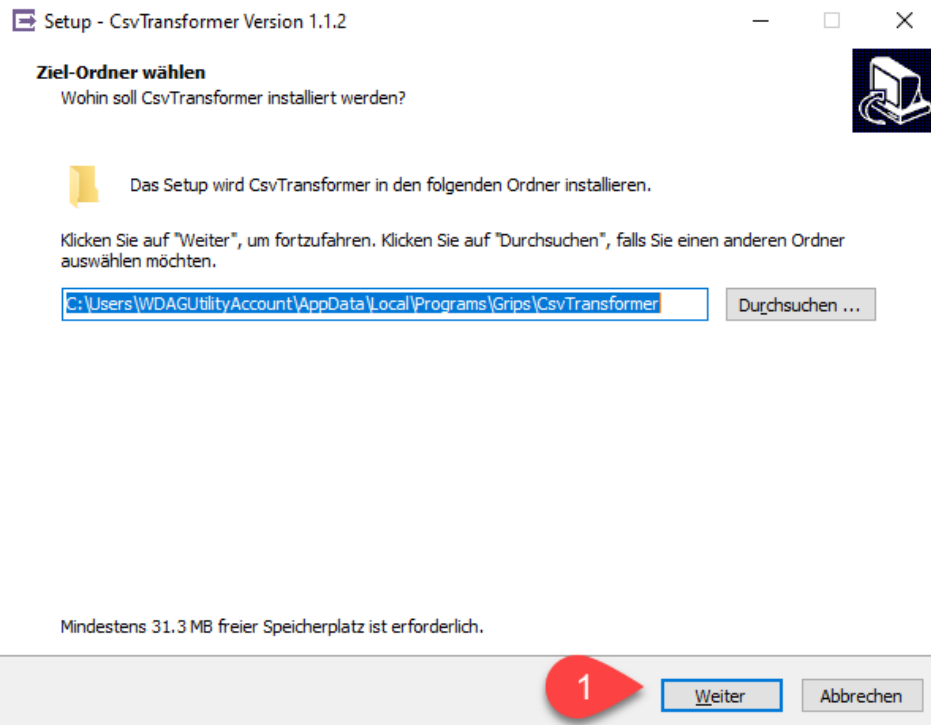 Setup - CsvTransformer Version 1.1.2
Ziel-Ordner wählen
Wohin soll CsvTransformer installiert werden?
Das Setup wird CsvTransformer in den folgenden Ordner installieren.
Klicken Sie auf "Weiter", um fortzufahren. Klicken Sie auf "Durchsuchen", falls Sie einen anderen Ordner
auswählen möchten.
C:\Users\WDAGUtilityAccount\AppData\Local\Programs\Grips\CsvTransformer
Durchsuchen ...
Mindestens 31.3 MB freier Speicherplatz ist erforderlich.
1
Weiter
Abbrechen